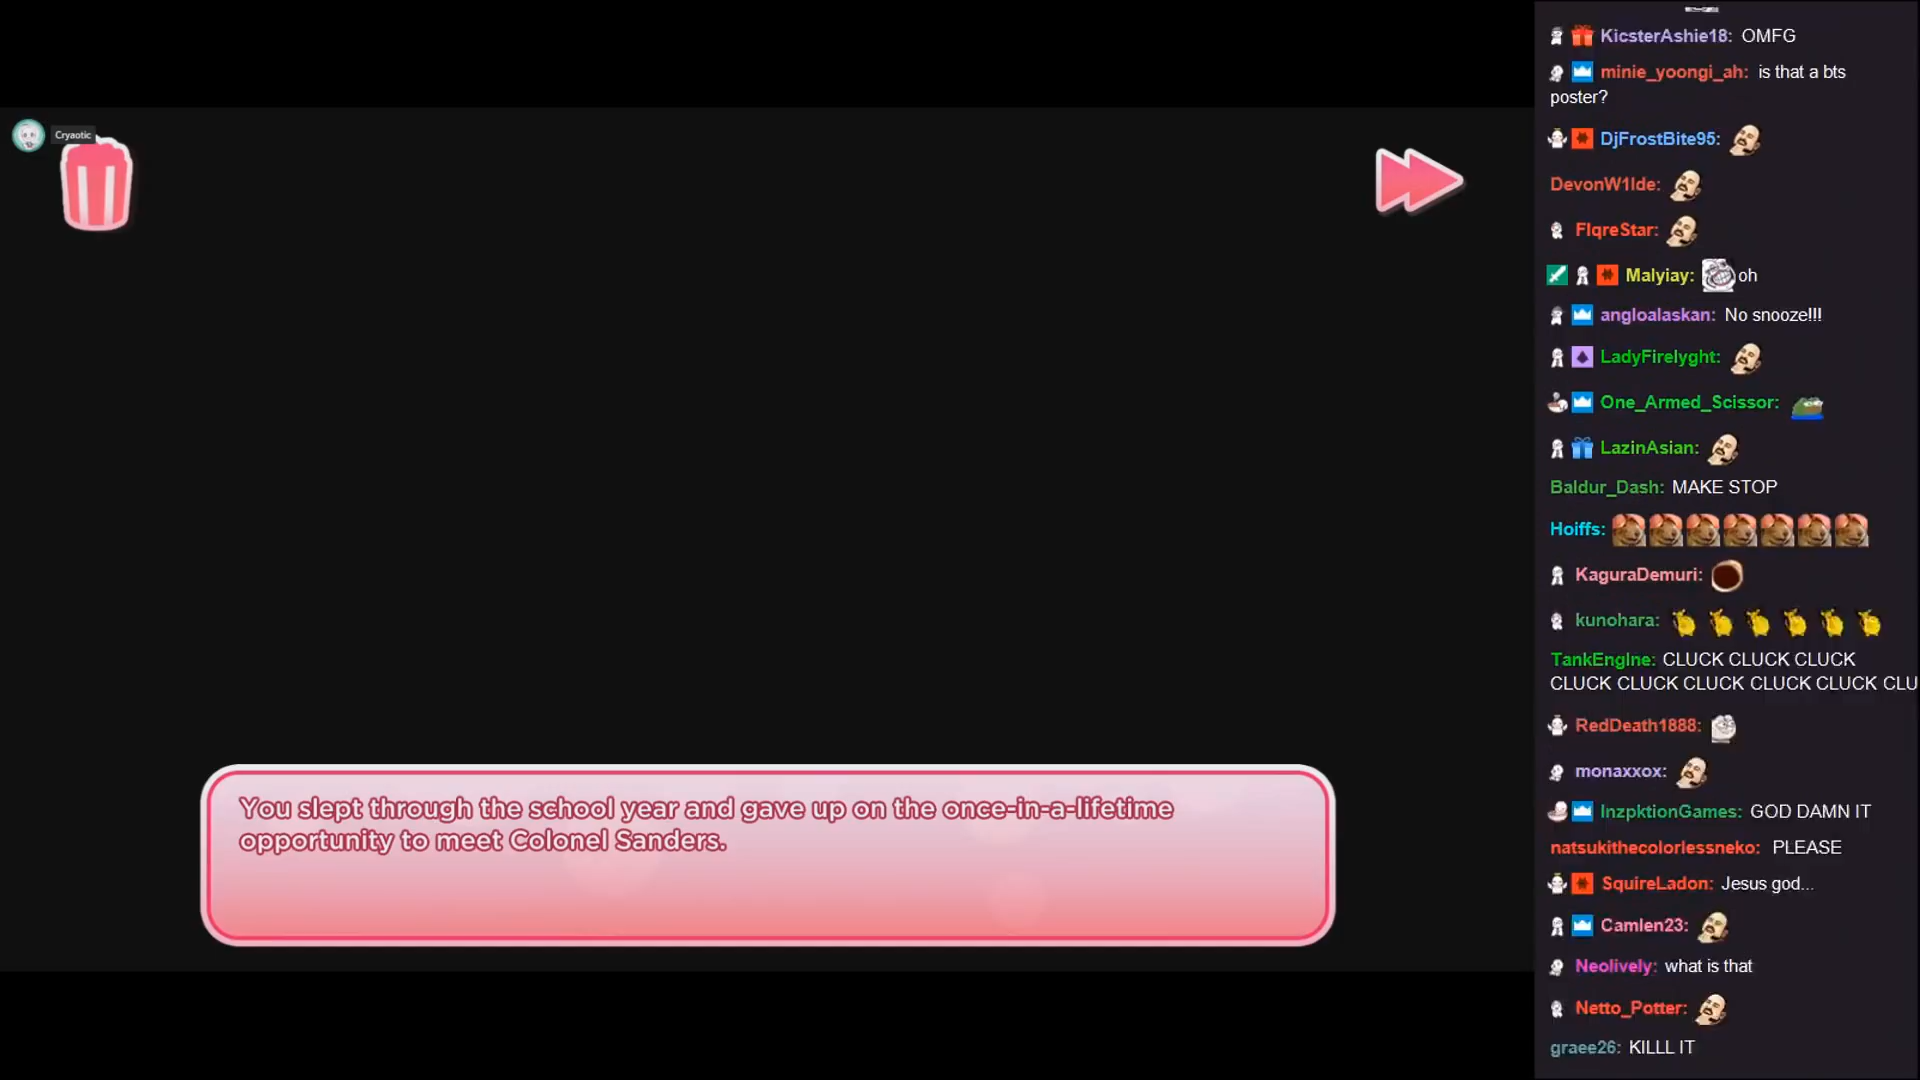 Cryaotic
You slept through the school year and gave up on the once-in-a-lifetime
opportunity to meet Colonel Sanders.
KicsterAshie18: OMFG
minie_yoongi_ah: is that a bts
poster?
DjFrostBite95:
DevonW1lde:
FlqreStar:
Malyiay: oh
angloalaskan: No snooze!!!
LadyFirelyght:
One_Armed_Scissor:
LazinAsian:
Baldur_Dash: MAKE STOP
Hoiffs:
KaguraDemuri:
kunohara:
TankEngIne: CLUCK CLUCK CLUCK
CLUCK CLUCK CLUCK CLUCK CLUCK CLU
RedDeath1888:
monaxxox:
InzpktionGames: GOD DAMN IT
natsukithecolorlessneko: PLEASE
SquireLadon: Jesus god...
Camlen23:
Neolively: what is that
Netto_Potter:
graee26: KILLL IT